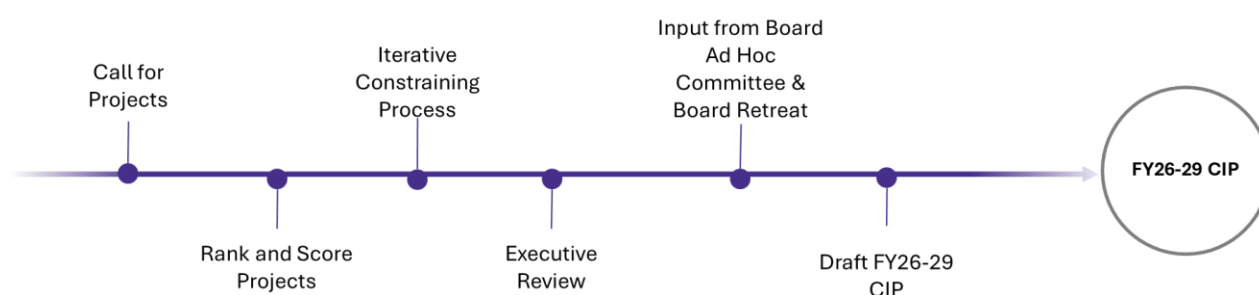 Call for
Projects
Rank and Score
Projects
Iterative
Constraining
Process
Executive
Review
Input from Board
Ad Hoc
Committee &
Board Retreat
Draft FY26-29
CIP
FY26-29 CIP